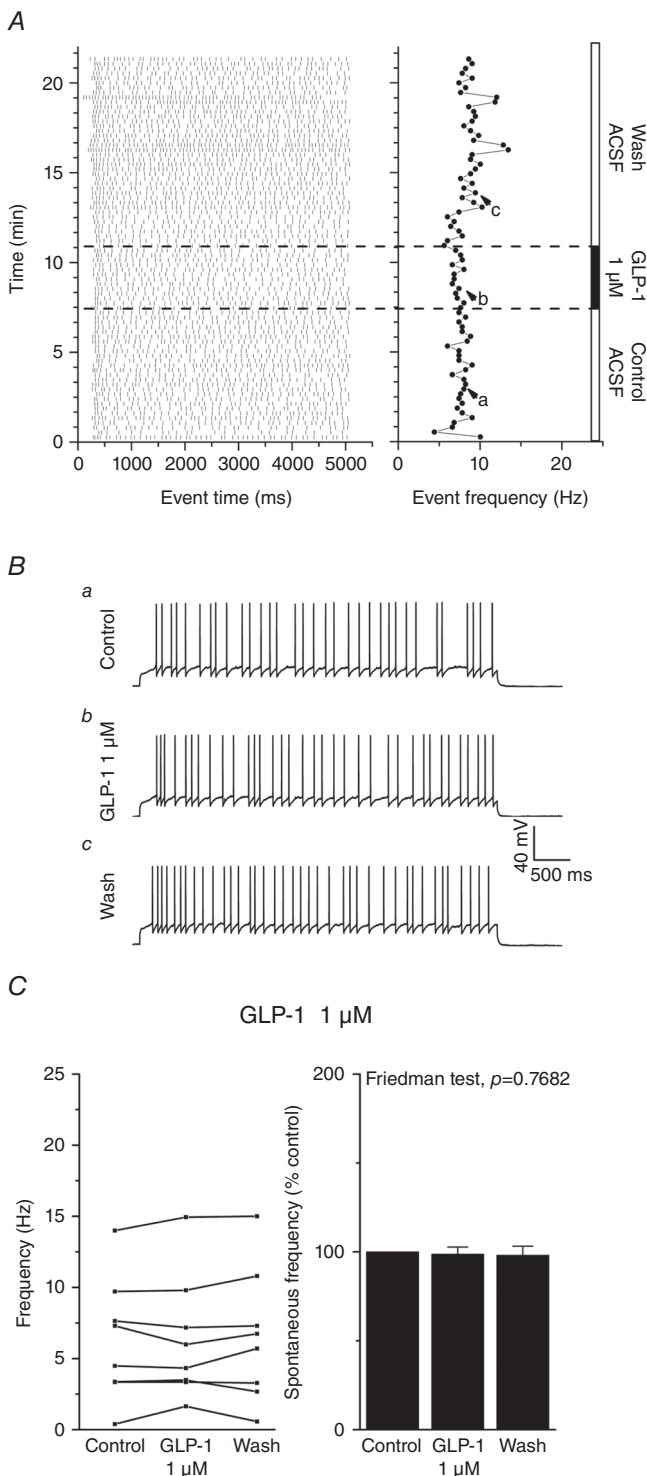 A
Time (min)
20
15
10
5
0
0 1000 2000 3000 4000 5000
Event time (ms)
c
b
a
0 10 20
Event frequency (Hz)
Wash
ACSF
GLP-1
1 µM
Control
ACSF
B
a
Control
b
GLP-1 1 µM
c
Wash
40 mV
500 ms
C
GLP-1 1 µM
Frequency (Hz)
25
20
15
10
5
0
Control GLP-1 Wash
1 µM
Spontaneous frequency (% control)
200
100
0
Friedman test, p=0.7682
Control GLP-1 Wash
1 µM